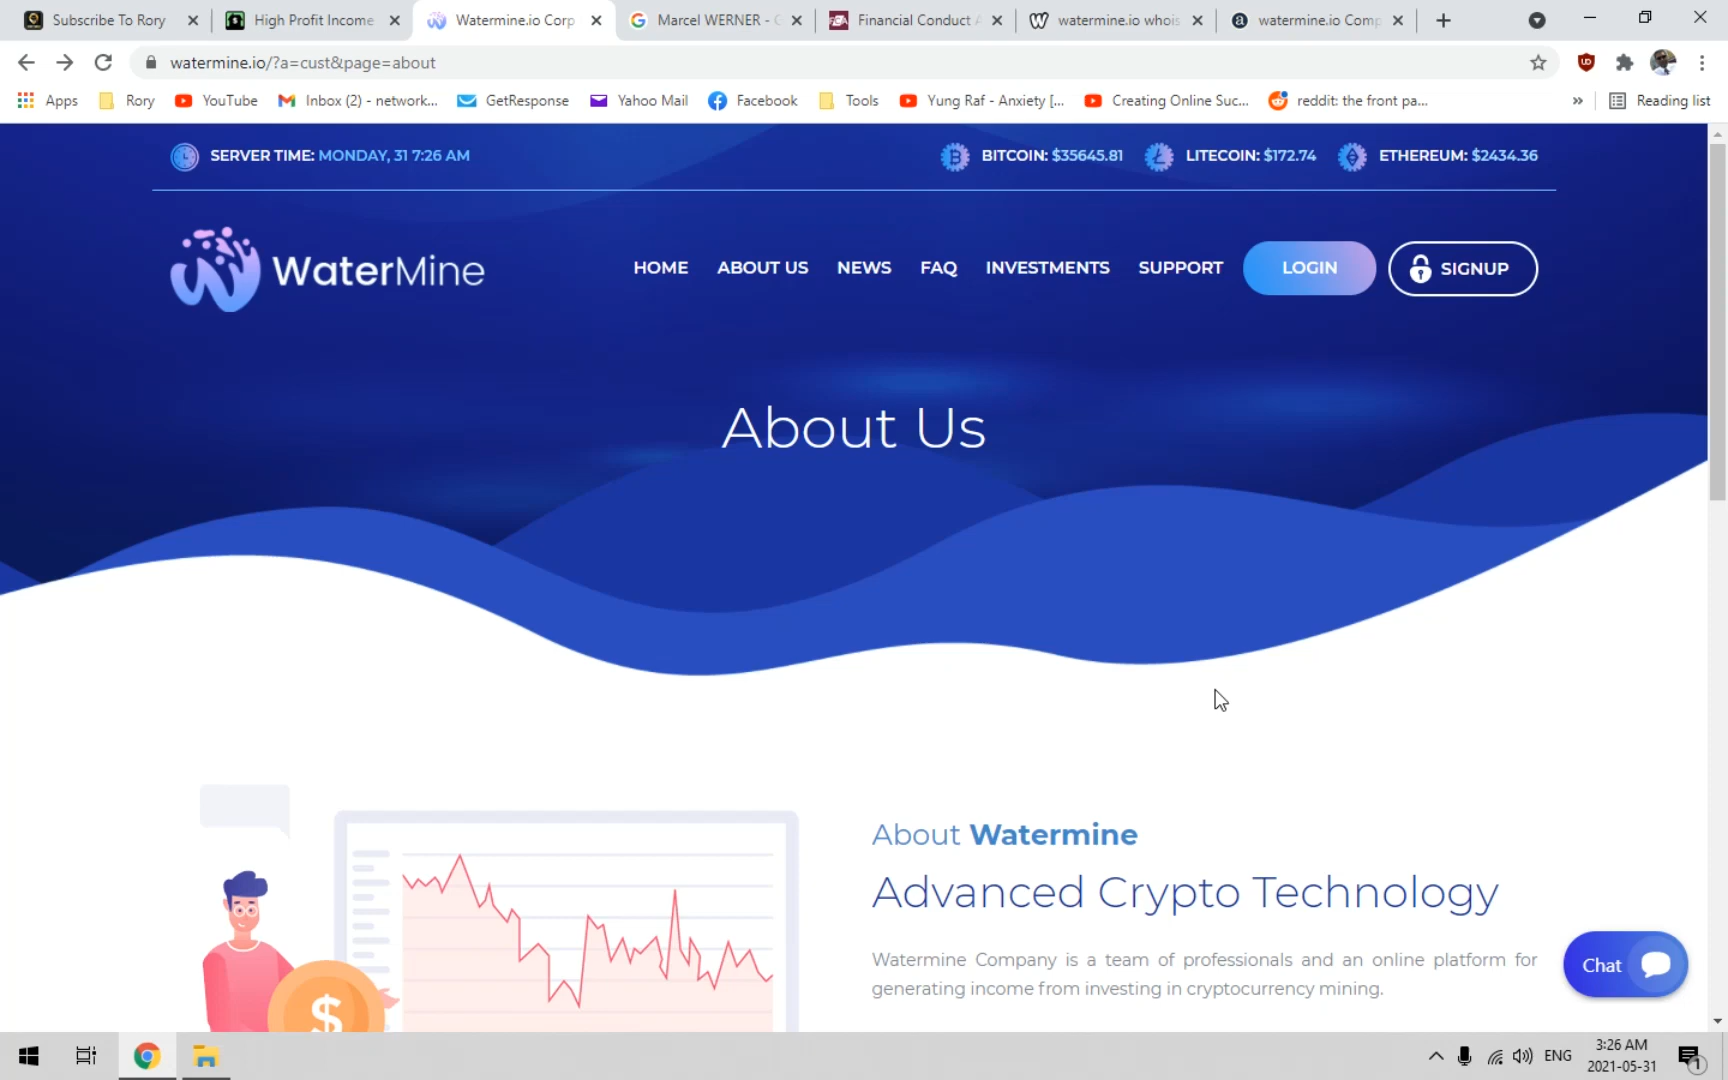 Subscribe To Rory
High Profit Income
Watermine.io Corp
Marcel WERNER - G
Financial Conduct A
watermine.io whois
watermine.io Comp
watermine.io/?a=cust&page=about
Apps
Rory
YouTube
Inbox (2) - network...
GetResponse
Yahoo Mail
Facebook
Tools
Yung Raf - Anxiety [...
Creating Online Suc...
reddit: the front pa...
»
Reading list
SERVER TIME: MONDAY, 31 7:26 AM
BITCOIN: $35645.81
LITECOIN: $172.74
ETHEREUM: $2434.36
WaterMine
HOME
ABOUT US
NEWS
FAQ
INVESTMENTS
SUPPORT
LOGIN
SIGNUP
About Us
About Watermine
Advanced Crypto Technology
Watermine Company is a team of professionals and an online platform for
generating income from investing in cryptocurrency mining.
$
Chat
ENG
3:26 AM
2021-05-31
1